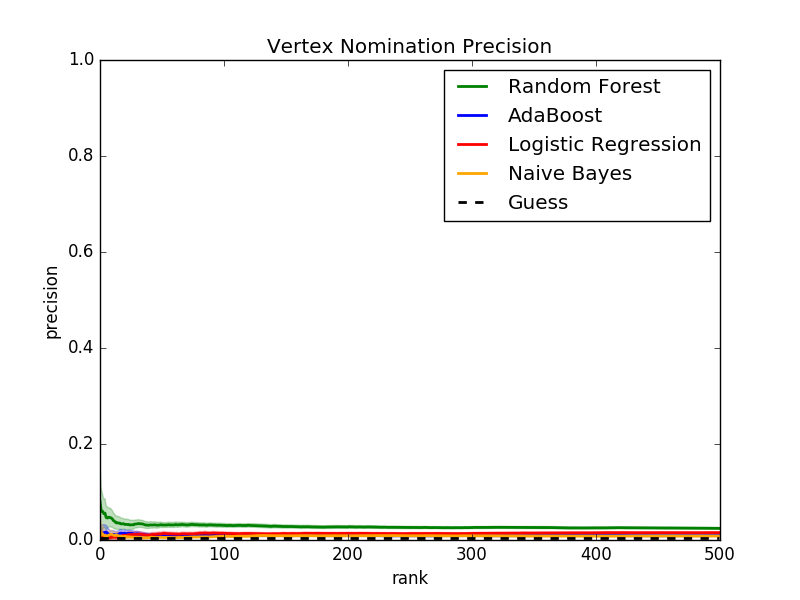 Vertex Nomination Precision
1.0
0.8
0.6
0.4
0.2
0.0
precision
Random Forest
AdaBoost
Logistic Regression
Naive Bayes
Guess
0 100 200 300 400 500
rank